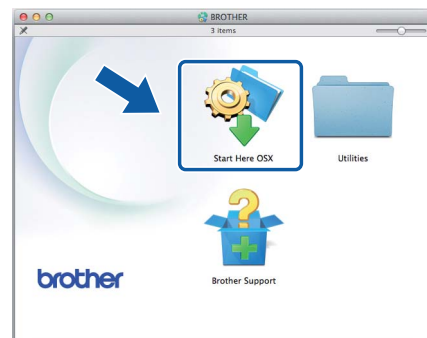 BROTHER
3 items
Start Here OSX
Utilities
Brother Support
brother